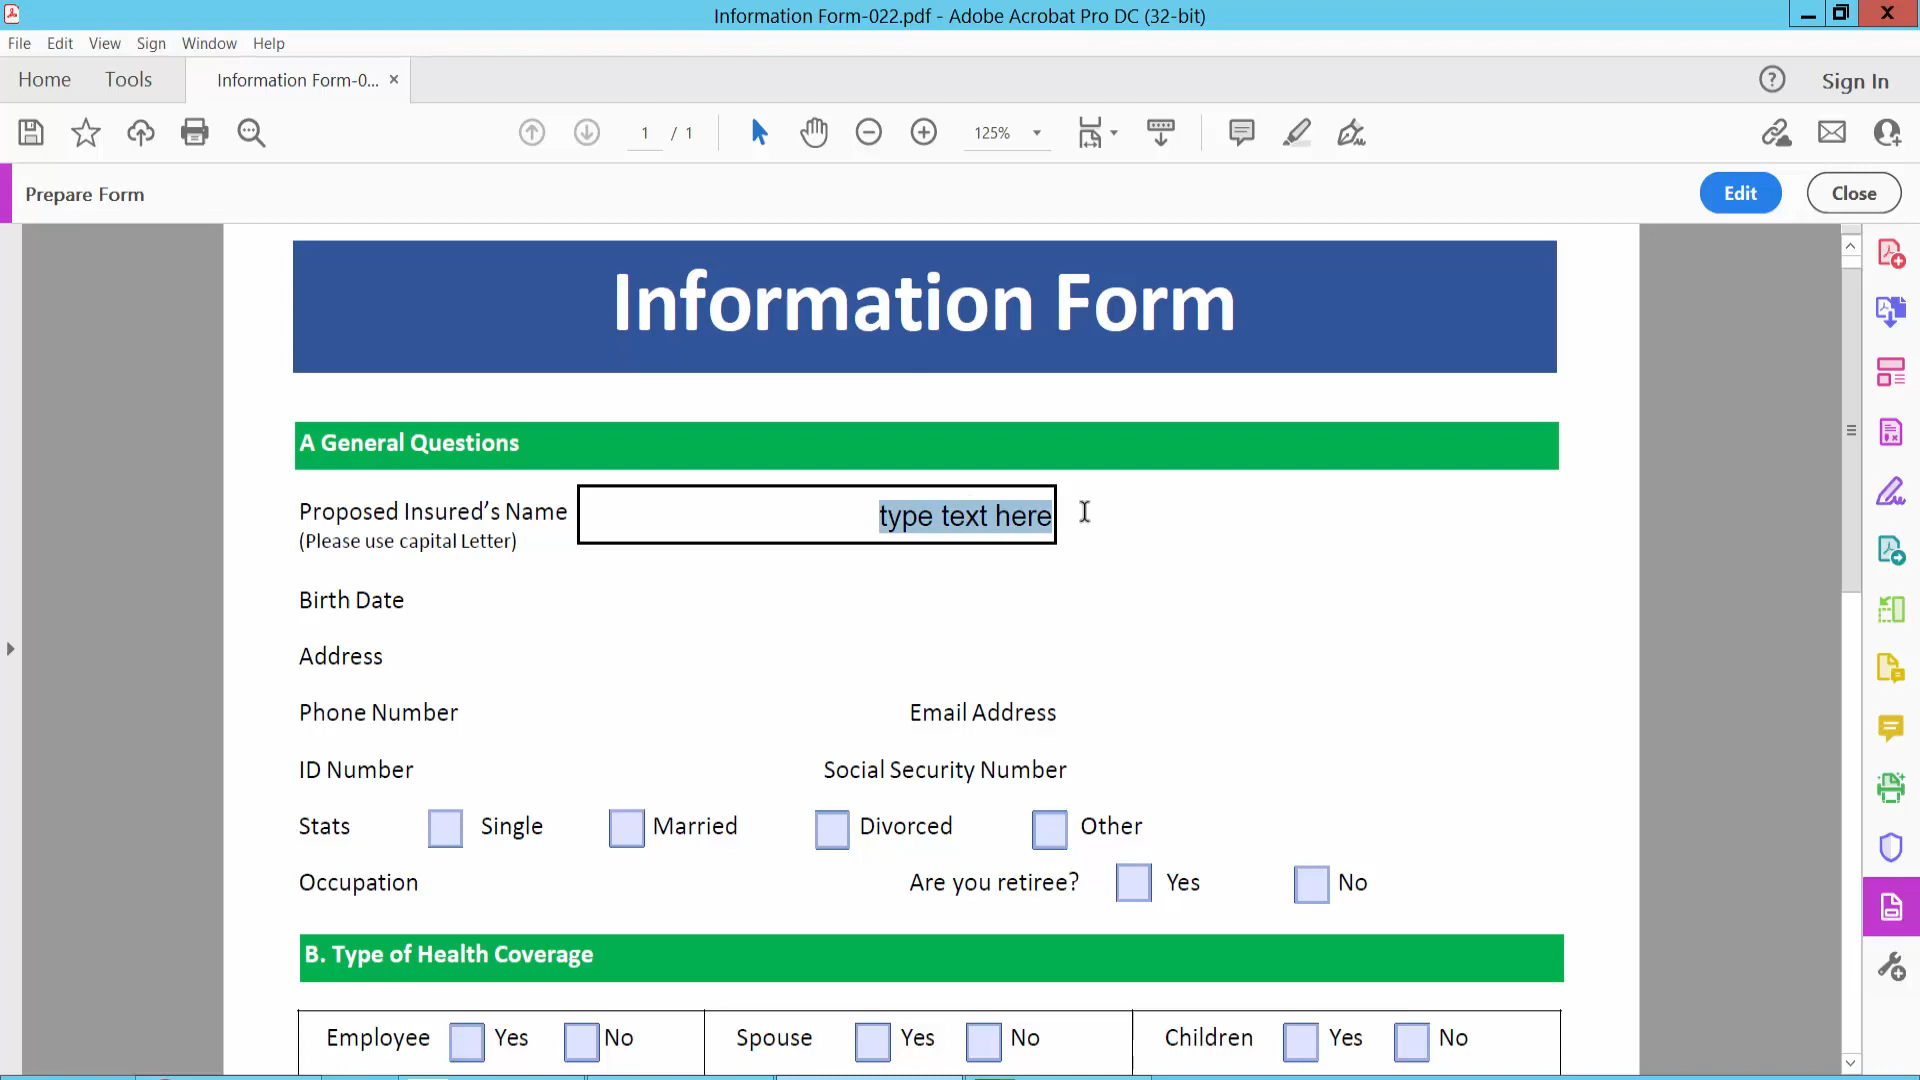 Information Form-022.pdf - Adobe Acrobat Pro DC (32-bit)
File Edit View Sign Window Help
Home Tools Information Form-0... ×
Sign In
1 / 1 125%
Prepare Form
Edit Close
Information Form
A General Questions
Proposed Insured’s Name type text here
(Please use capital Letter)
Birth Date
Address
Phone Number Email Address
ID Number Social Security Number
Stats Single Married Divorced Other
Occupation Are you retiree? Yes No
B. Type of Health Coverage
Employee Yes No Spouse Yes No Children Yes No